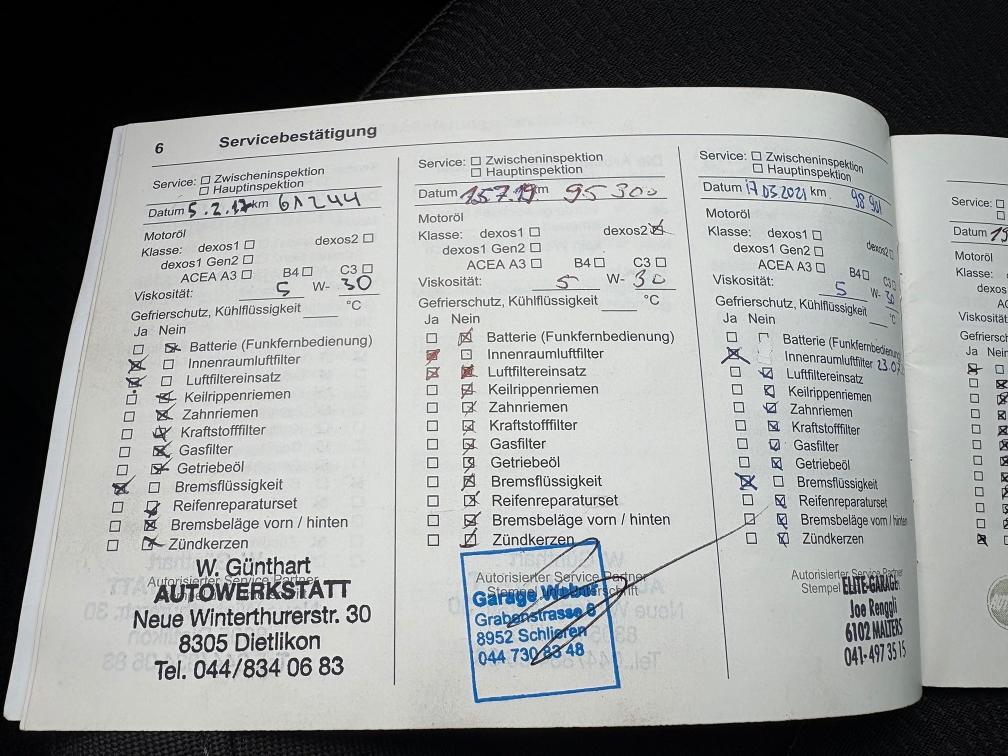 6 Servicebestätigung
Service: Zwischeninspektion
Hauptinspektion
Datum 5.2.17 km 61244
Motoröl
Klasse: dexos1 dexos2
dexos1 Gen2
ACEA A3 B4 C3
Viskosität: 5 W- 30
Gefrierschutz, Kühlflüssigkeit °C
Ja Nein
Batterie (Funkfernbedienung)
Innenraumluftfilter
Luftfiltereinsatz
Keilrippenriemen
Zahnriemen
Kraftstofffilter
Gasfilter
Getriebeöl
Bremsflüssigkeit
Reifenreparaturset
Bremsbeläge vorn / hinten
Zündkerzen
Autorisierter Service Partner
W. Günthart
AUTOWERKSTATT
Neue Winterthurerstr. 30
8305 Dietlikon
Tel. 044/834 06 83
Service: Zwischeninspektion
Hauptinspektion
Datum 15.7.19 km 95 300
Motoröl
Klasse: dexos1 dexos2
dexos1 Gen2
ACEA A3 B4 C3
Viskosität: 5 W- 30
Gefrierschutz, Kühlflüssigkeit °C
Ja Nein
Batterie (Funkfernbedienung)
Innenraumluftfilter
Luftfiltereinsatz
Keilrippenriemen
Zahnriemen
Kraftstofffilter
Gasfilter
Getriebeöl
Bremsflüssigkeit
Reifenreparaturset
Bremsbeläge vorn / hinten
Zündkerzen
Autorisierter Service Partner
Garage Weber
Grabenstrasse 8
8952 Schlieren
044 730 83 48
Service: Zwischeninspektion
Hauptinspektion
Datum 17 03.2021 km 98 901
Motoröl
Klasse: dexos1 dexos2
dexos1 Gen2
ACEA A3 B4 C3
Viskosität: 5 W- 30
Gefrierschutz, Kühlflüssigkeit °C
Ja Nein
Batterie (Funkfernbedienung
Innenraumluftfilter
Luftfiltereinsatz
Keilrippenriemen
Zahnriemen
Kraftstofffilter
Gasfilter
Getriebeöl
Bremsflüssigkeit
Reifenreparaturset
Bremsbeläge vorn / hinten
Zündkerzen
Autorisierter Service Partner
Stempel
ELITE-GARAGE
Joe Renggli
6102 MALTERS
041-497 35 15
Service:
Datum
Motoröl
Klasse:
Ja Nein